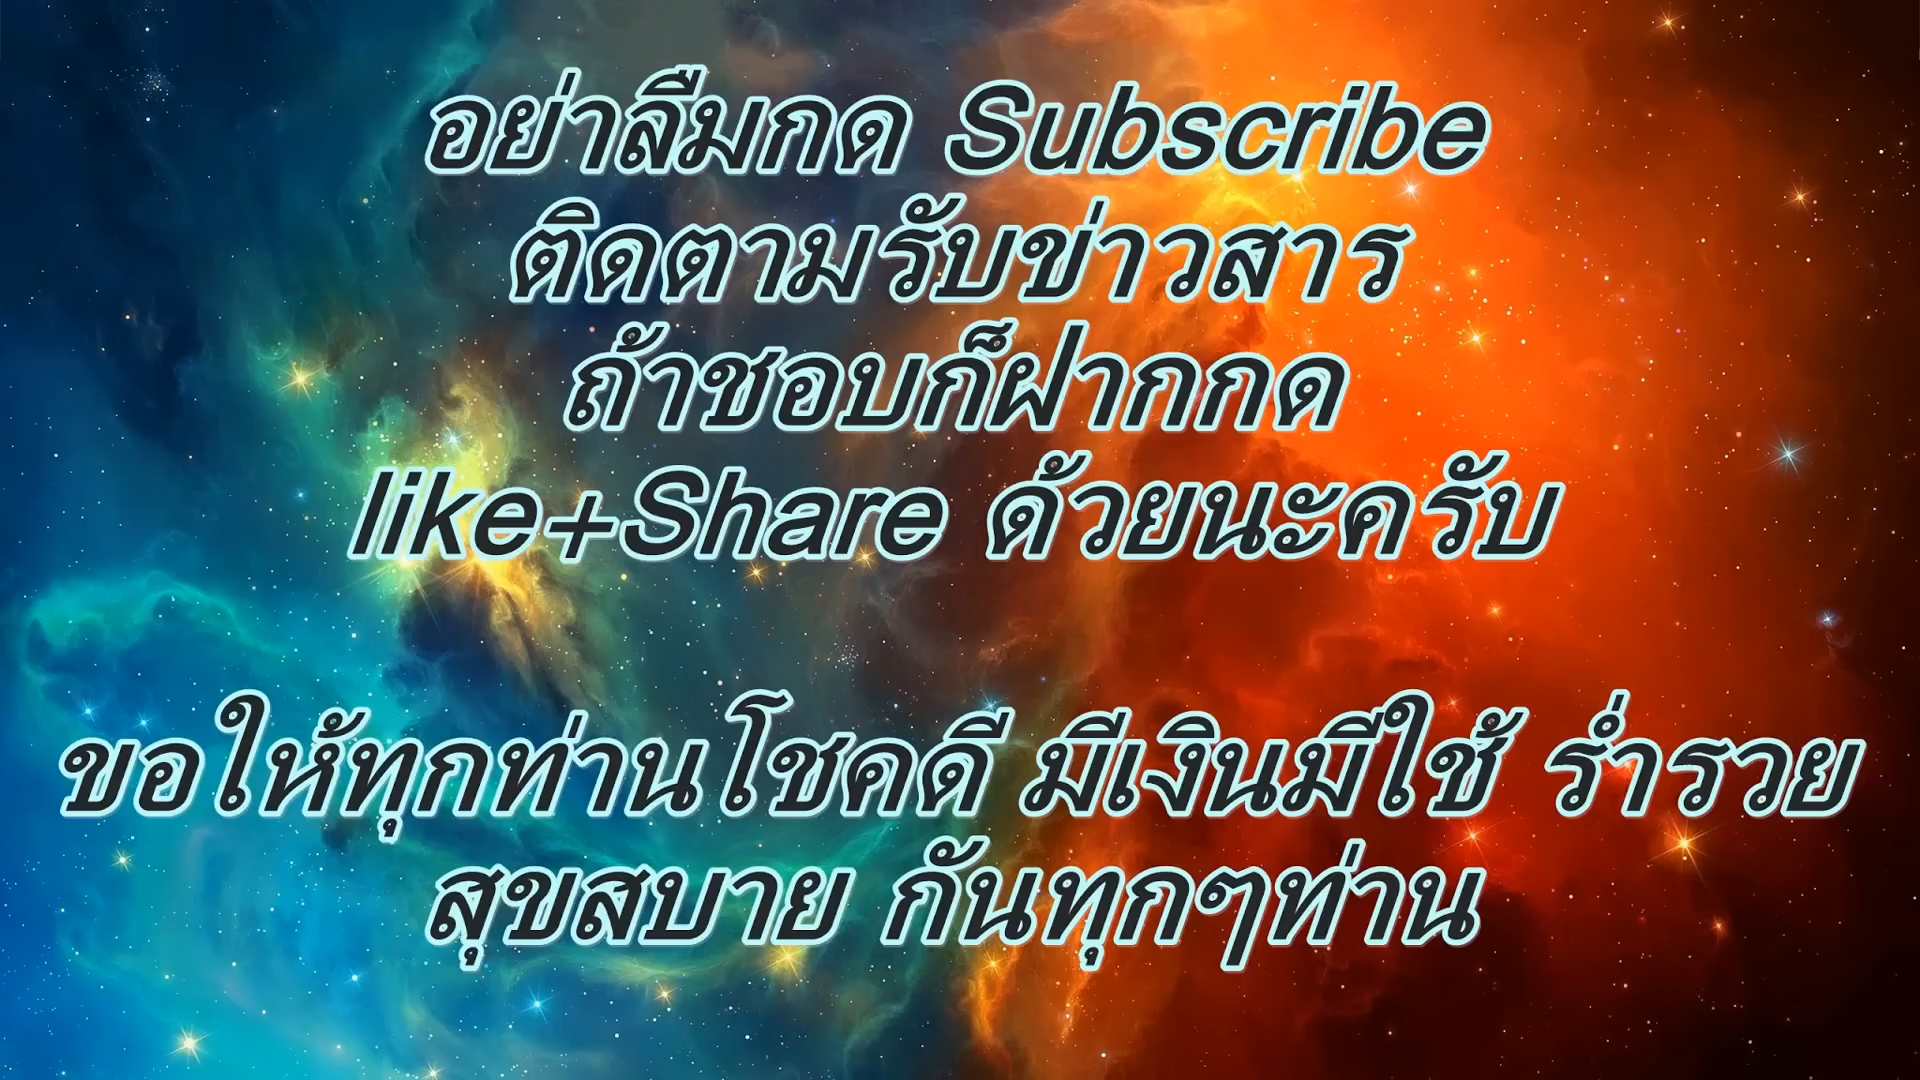 อย่าลืมกด Subscribe
ติดตามรับข่าวสาร
ถ้าชอบก็ฝากกด
like+Share ด้วยนะครับ
ขอให้ทุกท่านโชคดี มีเงินมีใช้ ร่ำรวย
สุขสบาย กันทุกๆท่าน